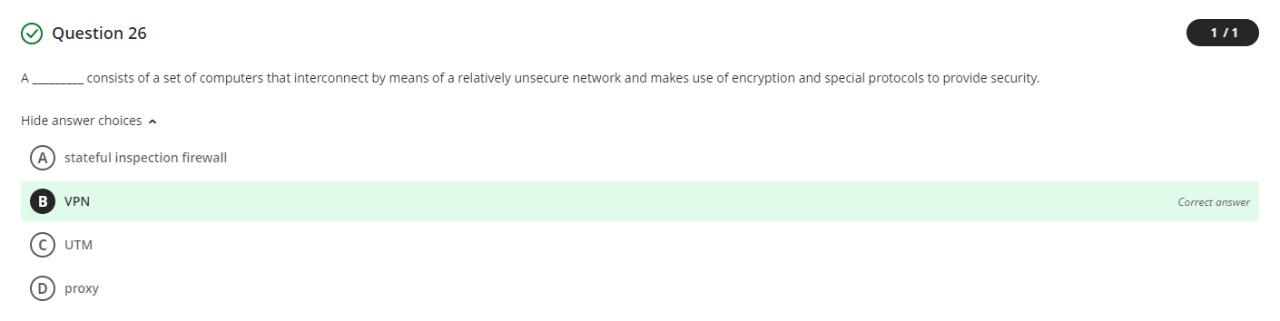 Question 26
1 / 1
A _________ consists of a set of computers that interconnect by means of a relatively unsecure network and makes use of encryption and special protocols to provide security.
Hide answer choices
A stateful inspection firewall
B VPN Correct answer
C UTM
D proxy